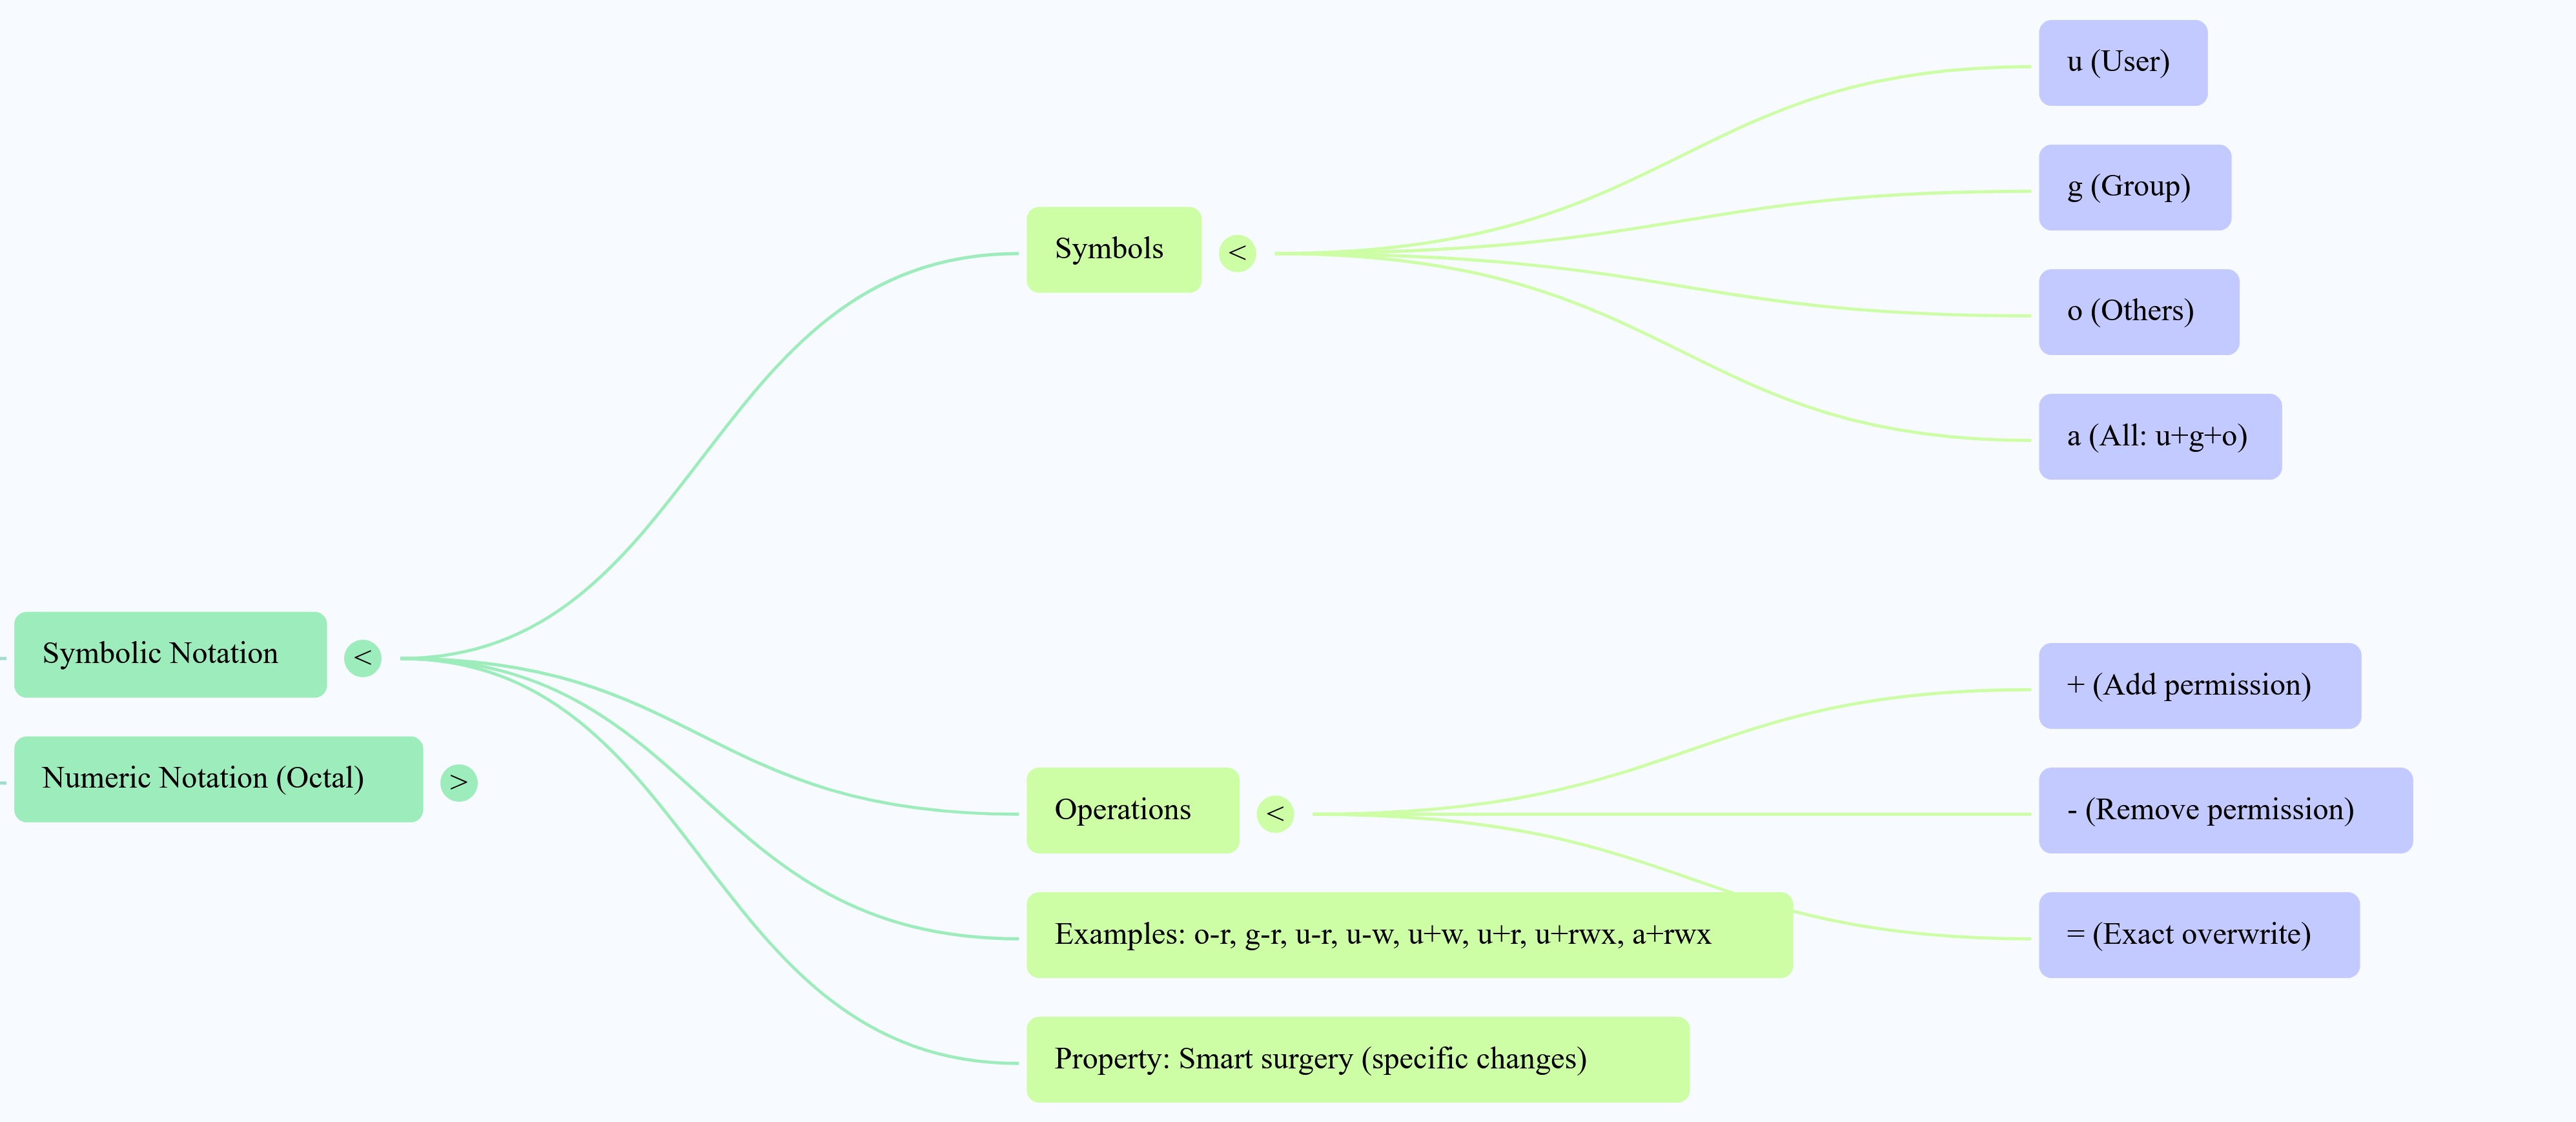 Symbolic Notation
<
Numeric Notation (Octal)
>
Symbols
<
u (User)
g (Group)
o (Others)
a (All: u+g+o)
Operations
<
+ (Add permission)
- (Remove permission)
= (Exact overwrite)
Examples: o-r, g-r, u-r, u-w, u+w, u+r, u+rwx, a+rwx
Property: Smart surgery (specific changes)